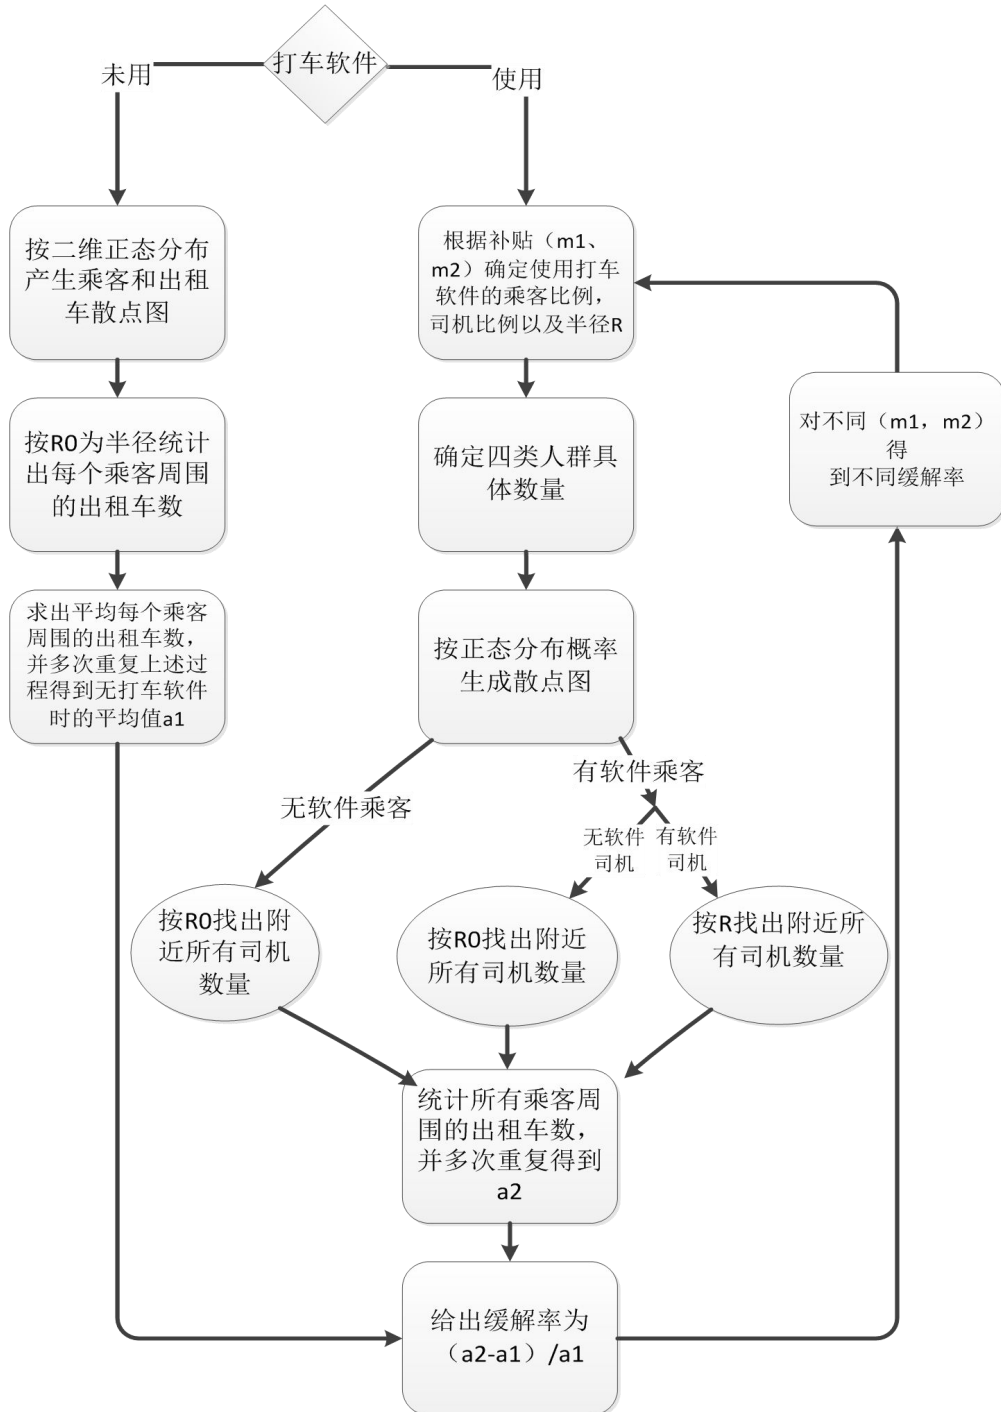 打车软件
未用
使用
按二维正态分布
产生乘客和出租
车散点图
根据补贴（m1、
m2）确定使用打车
软件的乘客比例，
司机比例以及半径R
按R0为半径统计
出每个乘客周围
的出租车数
确定四类人群具
体数量
对不同（m1，m2）
得
到不同缓解率
求出平均每个乘客
周围的出租车数，
并多次重复上述过
程得到无打车软件
时的平均值a1
按正态分布概率
生成散点图
无软件乘客
有软件乘客
无软件
司机
有软件
司机
按R0找出附
近所有司机
数量
按R0找出附近
所有司机数量
按R找出附近所
有司机数量
统计所有乘客周
围的出租车数，
并多次重复得到
a2
给出缓解率为
（a2-a1）/a1